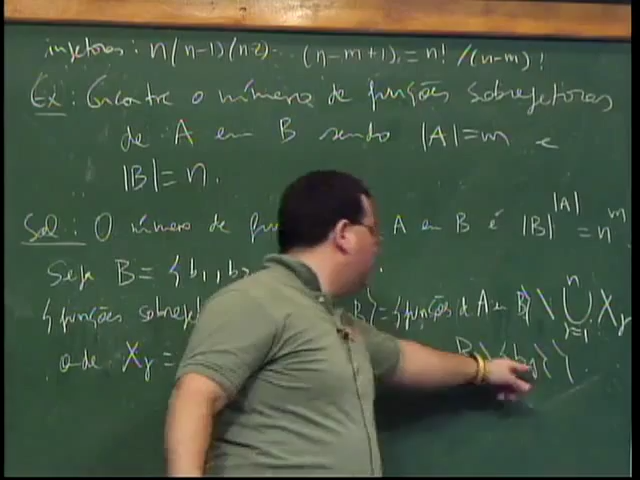 injetoras: n(n-1)(n-2)... (n-m+1) = n! /(n-m)!
Ex: Encontre o número de funções sobrejetoras
de A em B sendo |A|=m e
|B|=n.
Sol: O número de A em B é |B|^|A| = n^m
Seja B = {b₁, b₂
{funções B} = {funções de A em B} \ ⋃ⁿⱼ₌₁ Xⱼ
onde Xⱼ = B \ {bⱼ}}.